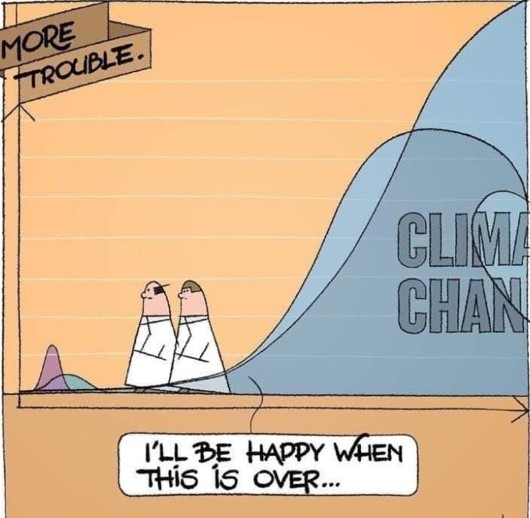 MORE
TROUBLE.
CLIMA
CHAN
I'LL BE HAPPY WHEN
THIS IS OVER...